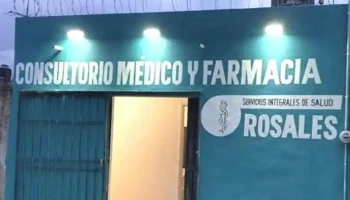 CONSULTORIO MÉDICO Y FARMACIA
SERVICIOS INTEGRALES DE SALUD
ROSALES